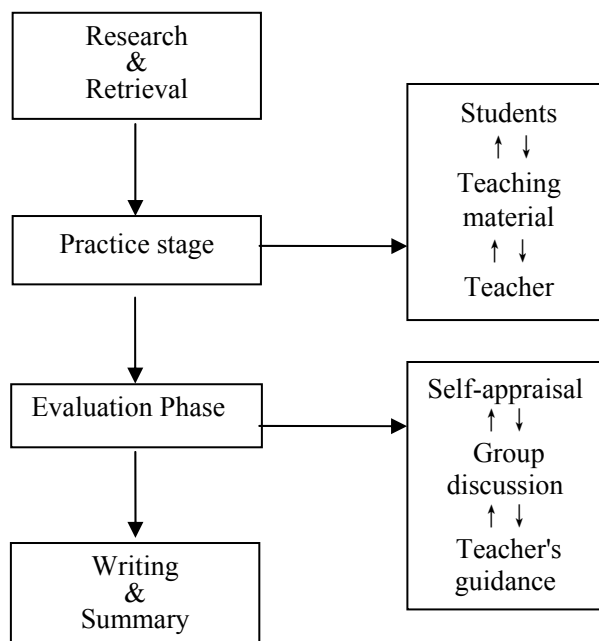 Research
&
Retrieval
Practice stage
Evaluation Phase
Writing
&
Summary
Students
↑ ↓
Teaching
material
↑ ↓
Teacher
Self-appraisal
↑ ↓
Group
discussion
↑ ↓
Teacher's
guidance